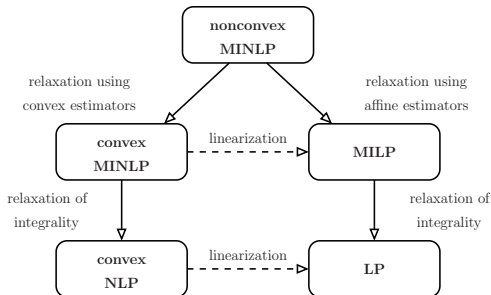 nonconvex
MINLP
relaxation using
convex estimators
relaxation using
affine estimators
convex
MINLP
linearization
MILP
relaxation of
integrality
relaxation of
integrality
convex
NLP
linearization
LP